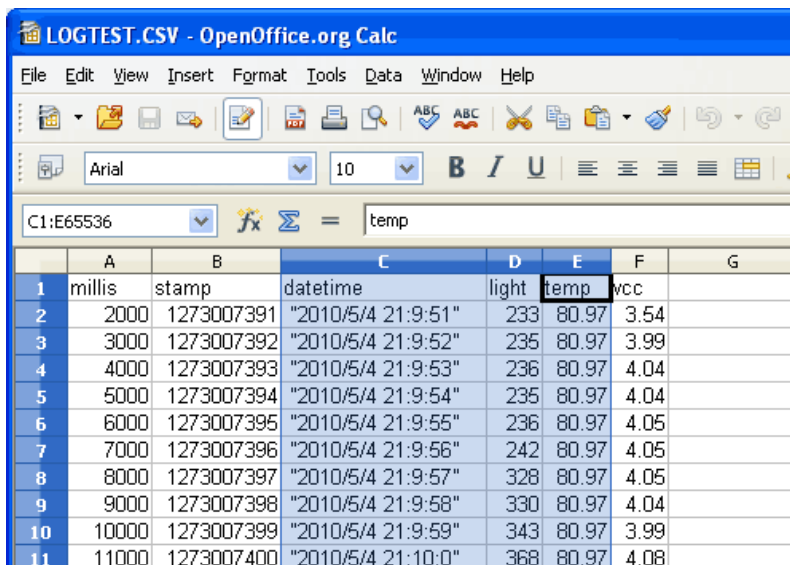 LOGTEST.CSV - OpenOffice.org Calc
File Edit View Insert Format Tools Data Window Help
ABC ABC
Arial 10 B I U
C1:E65536 fx Σ = temp
A B C D E F G
1 millis stamp datetime light temp vcc
2 2000 1273007391 "2010/5/4 21:9:51" 233 80.97 3.54
3 3000 1273007392 "2010/5/4 21:9:52" 235 80.97 3.99
4 4000 1273007393 "2010/5/4 21:9:53" 236 80.97 4.04
5 5000 1273007394 "2010/5/4 21:9:54" 235 80.97 4.04
6 6000 1273007395 "2010/5/4 21:9:55" 236 80.97 4.05
7 7000 1273007396 "2010/5/4 21:9:56" 242 80.97 4.05
8 8000 1273007397 "2010/5/4 21:9:57" 328 80.97 4.05
9 9000 1273007398 "2010/5/4 21:9:58" 330 80.97 4.04
10 10000 1273007399 "2010/5/4 21:9:59" 343 80.97 3.99
11 11000 1273007400 "2010/5/4 21:10:0" 368 80.97 4.08